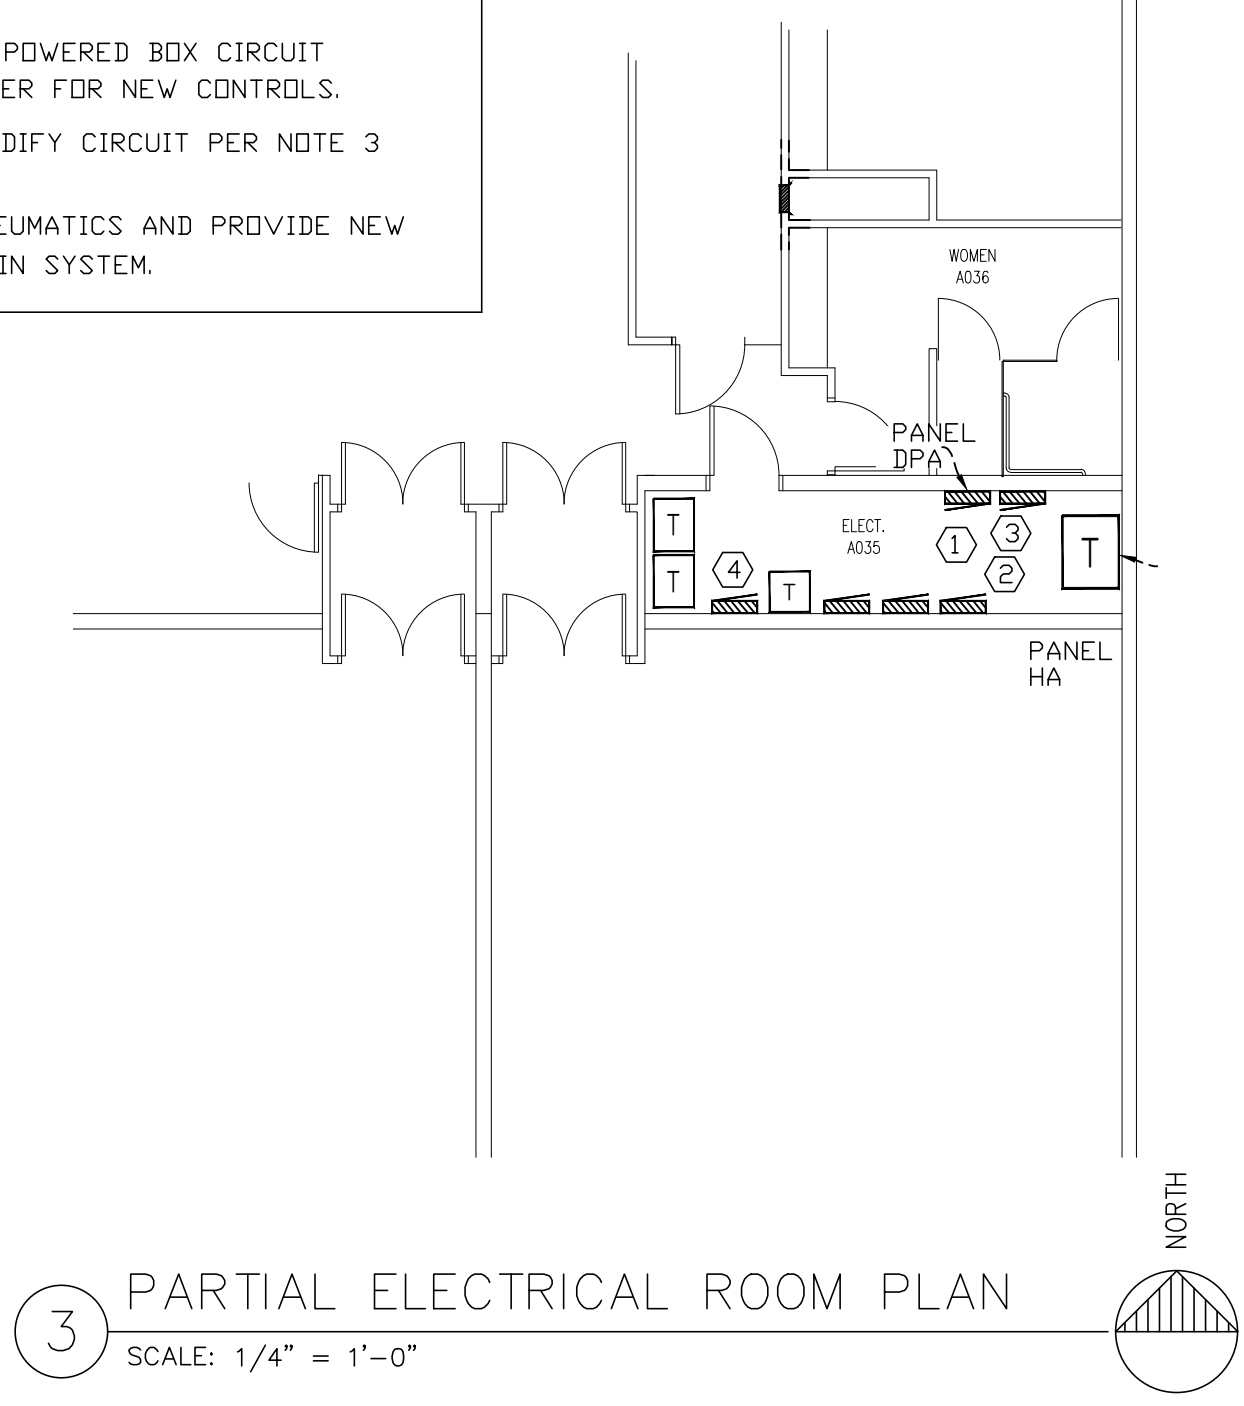 POWERED BOX CIRCUIT
ER FOR NEW CONTROLS.
DIFY CIRCUIT PER NOTE 3
EUMATICS AND PROVIDE NEW
IN SYSTEM.
WOMEN
A036
PANEL
DPA
ELECT.
A035
T
T
T
T
1
3
2
4
PANEL
HA
NORTH
3
PARTIAL ELECTRICAL ROOM PLAN
SCALE: 1/4” = 1’-0”